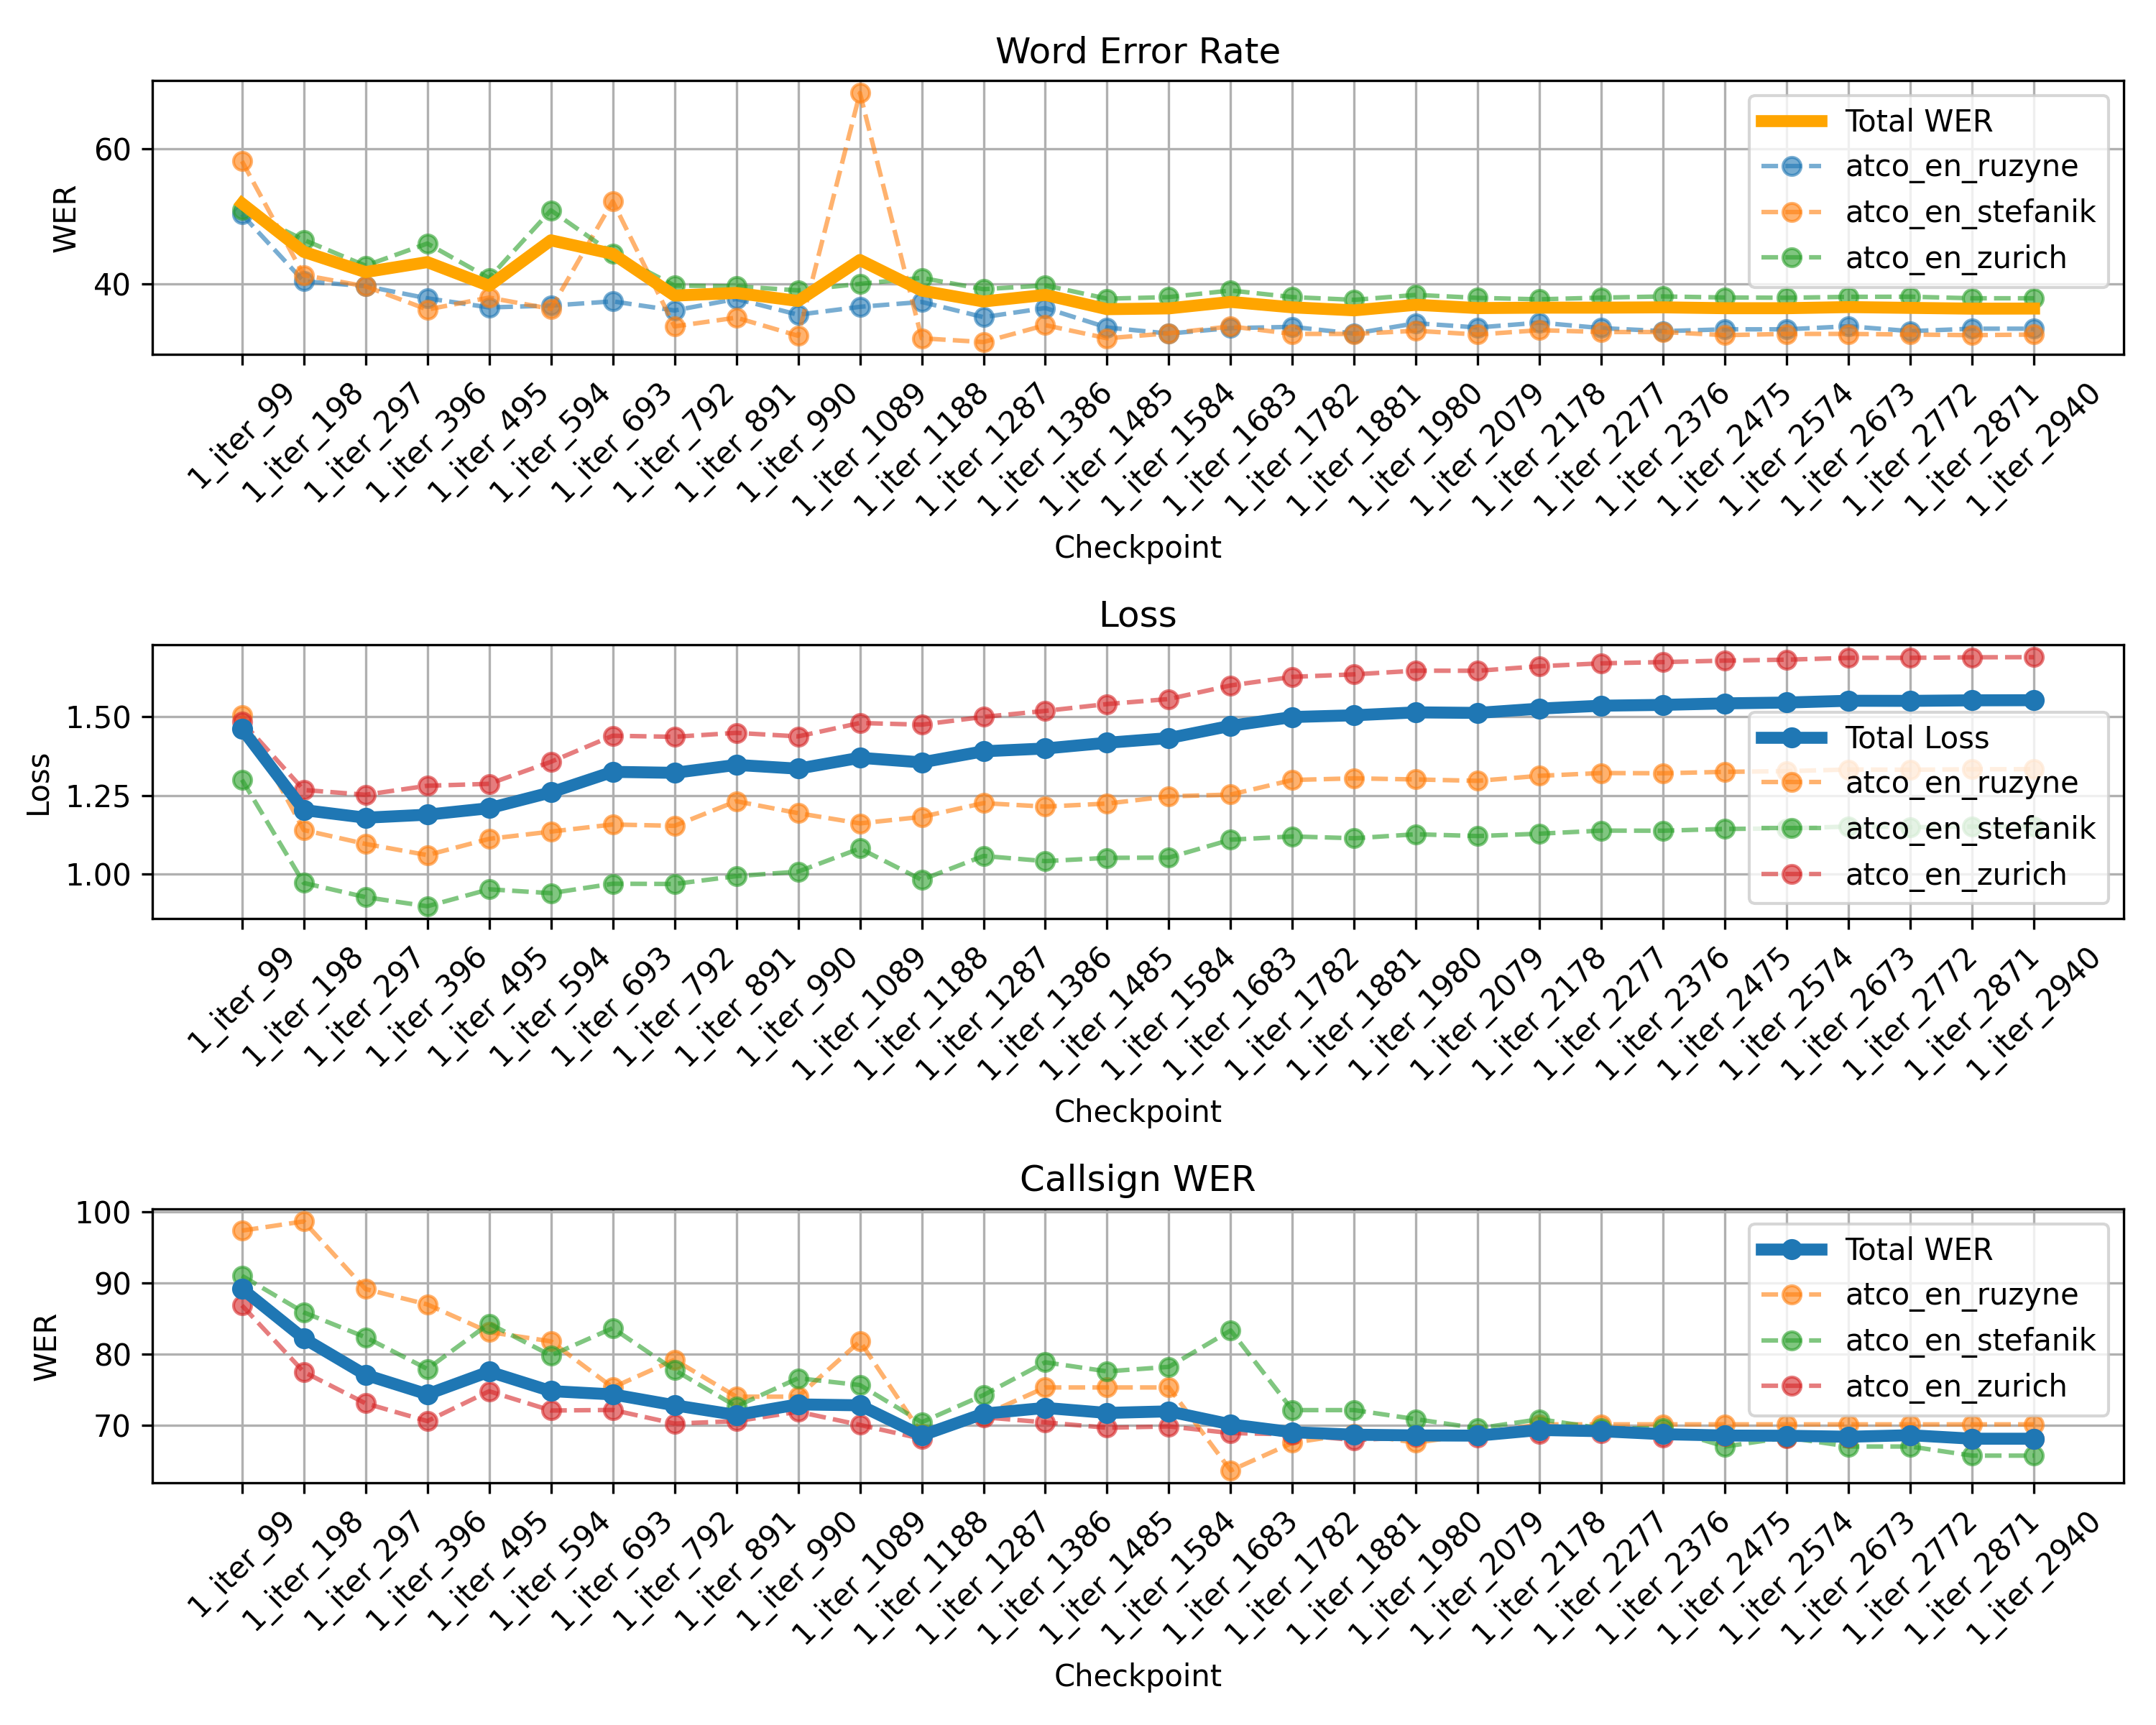 Word Error Rate
WER
60
40
Total WER
atco_en_ruzyne
atco_en_stefanik
atco_en_zurich
1_iter_99
1_iter_198
1_iter_297
1_iter_396
1_iter_495
1_iter_594
1_iter_693
1_iter_792
1_iter_891
1_iter_990
1_iter_1089
1_iter_1188
1_iter_1287
1_iter_1386
1_iter_1485
1_iter_1584
1_iter_1683
1_iter_1782
1_iter_1881
1_iter_1980
1_iter_2079
1_iter_2178
1_iter_2277
1_iter_2376
1_iter_2475
1_iter_2574
1_iter_2673
1_iter_2772
1_iter_2871
1_iter_2940
Checkpoint
Loss
Loss
1.50
1.25
1.00
Total Loss
atco_en_ruzyne
atco_en_stefanik
atco_en_zurich
1_iter_99
1_iter_198
1_iter_297
1_iter_396
1_iter_495
1_iter_594
1_iter_693
1_iter_792
1_iter_891
1_iter_990
1_iter_1089
1_iter_1188
1_iter_1287
1_iter_1386
1_iter_1485
1_iter_1584
1_iter_1683
1_iter_1782
1_iter_1881
1_iter_1980
1_iter_2079
1_iter_2178
1_iter_2277
1_iter_2376
1_iter_2475
1_iter_2574
1_iter_2673
1_iter_2772
1_iter_2871
1_iter_2940
Checkpoint
Callsign WER
WER
100
90
80
70
Total WER
atco_en_ruzyne
atco_en_stefanik
atco_en_zurich
1_iter_99
1_iter_198
1_iter_297
1_iter_396
1_iter_495
1_iter_594
1_iter_693
1_iter_792
1_iter_891
1_iter_990
1_iter_1089
1_iter_1188
1_iter_1287
1_iter_1386
1_iter_1485
1_iter_1584
1_iter_1683
1_iter_1782
1_iter_1881
1_iter_1980
1_iter_2079
1_iter_2178
1_iter_2277
1_iter_2376
1_iter_2475
1_iter_2574
1_iter_2673
1_iter_2772
1_iter_2871
1_iter_2940
Checkpoint